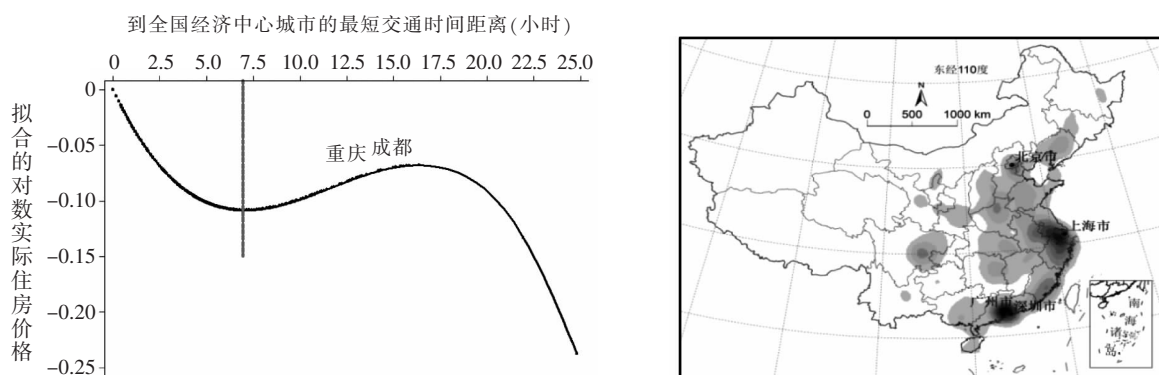 到全国经济中心城市的最短交通时间距离(小时)
0 2.5 5.0 7.5 10.0 12.5 15.0 17.5 20.0 22.5 25.0
拟合的对数实际住房价格
0
-0.05
-0.10
-0.15
-0.20
-0.25
重庆 成都
东经110度
N
0 500 1000 km
北京市
上海市
广州市
深圳市
南
海
诸
岛